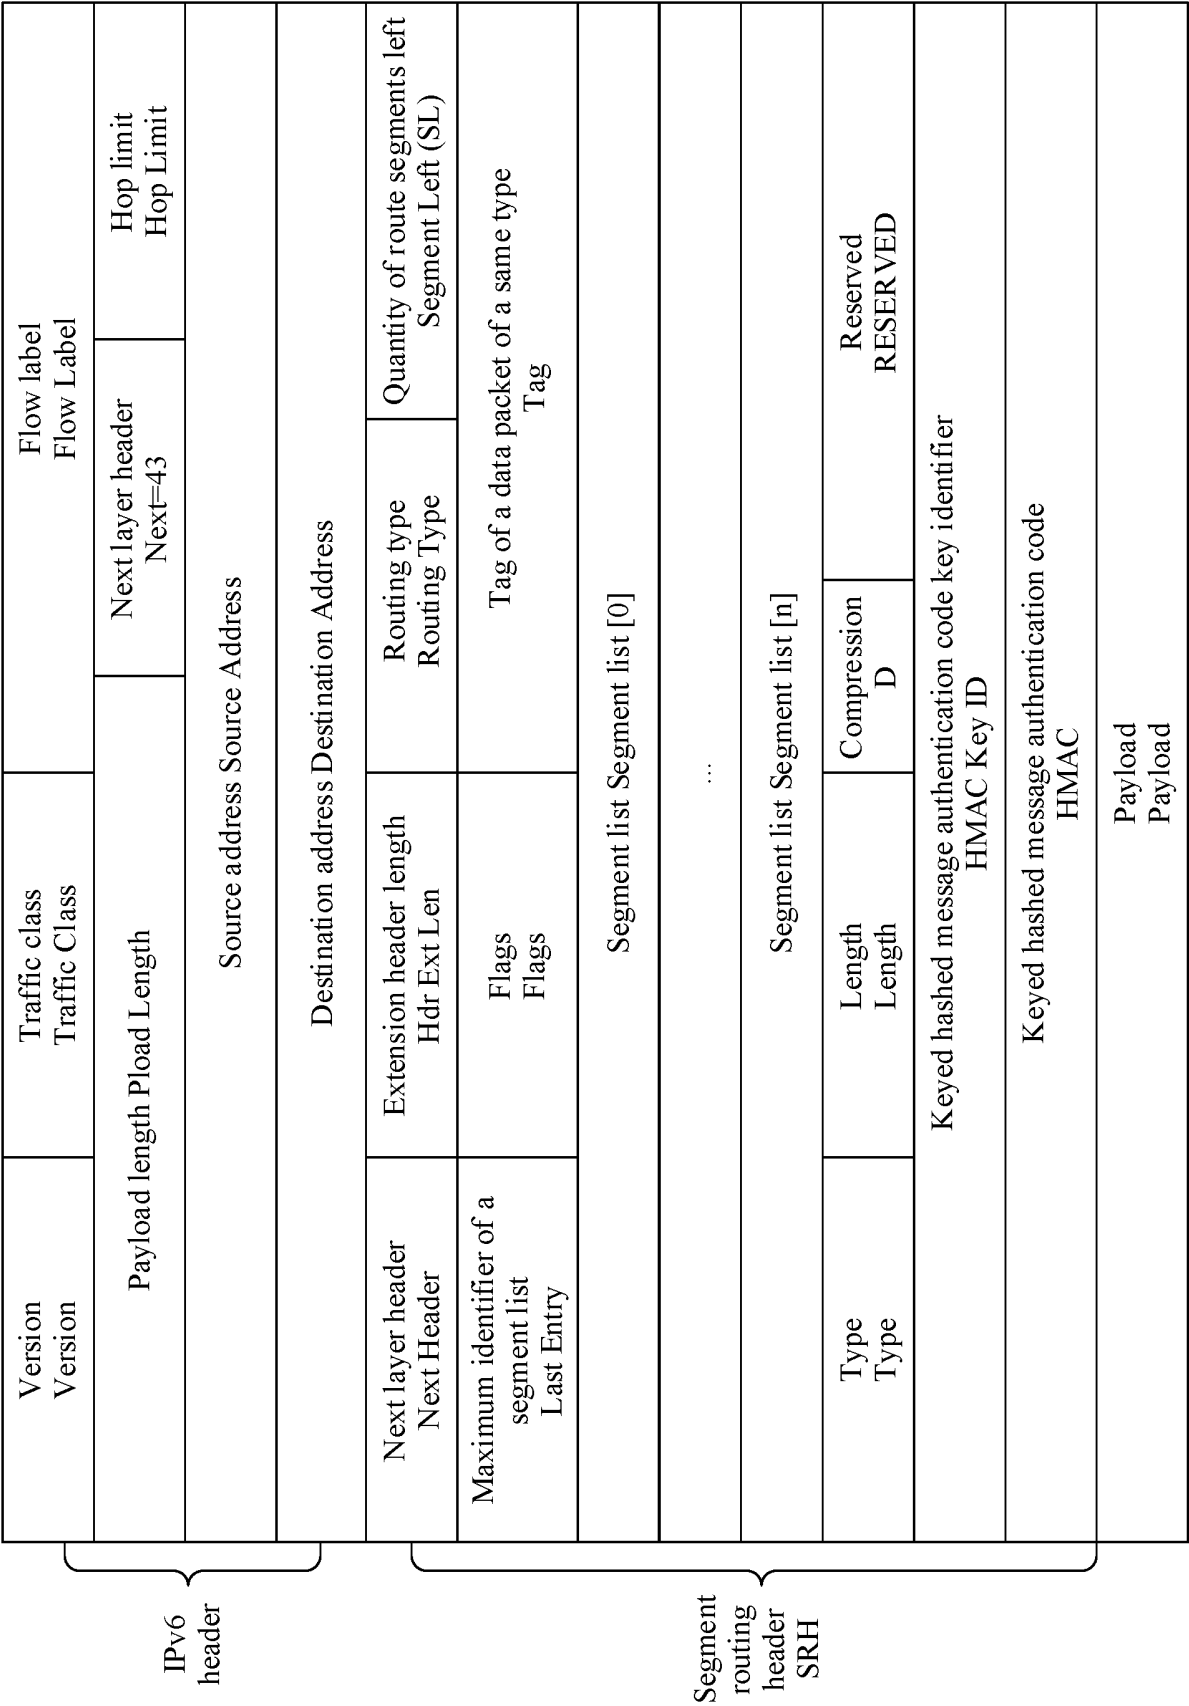 IPv6
header
Version
Version
Traffic class
Traffic Class
Flow label
Flow Label
Payload length Pload Length
Next layer header
Next=43
Hop limit
Hop Limit
Source address Source Address
Destination address Destination Address
Segment
routing
header
SRH
Next layer header
Next Header
Extension header length
Hdr Ext Len
Routing type
Routing Type
Quantity of route segments left
Segment Left (SL)
Maximum identifier of a
segment list
Last Entry
Flags
Flags
Tag of a data packet of a same type
Tag
Segment list Segment list [0]
...
Segment list Segment list [n]
Type
Type
Length
Length
Compression
D
Reserved
RESERVED
Keyed hashed message authentication code key identifier
HMAC Key ID
Keyed hashed message authentication code
HMAC
Payload
Payload